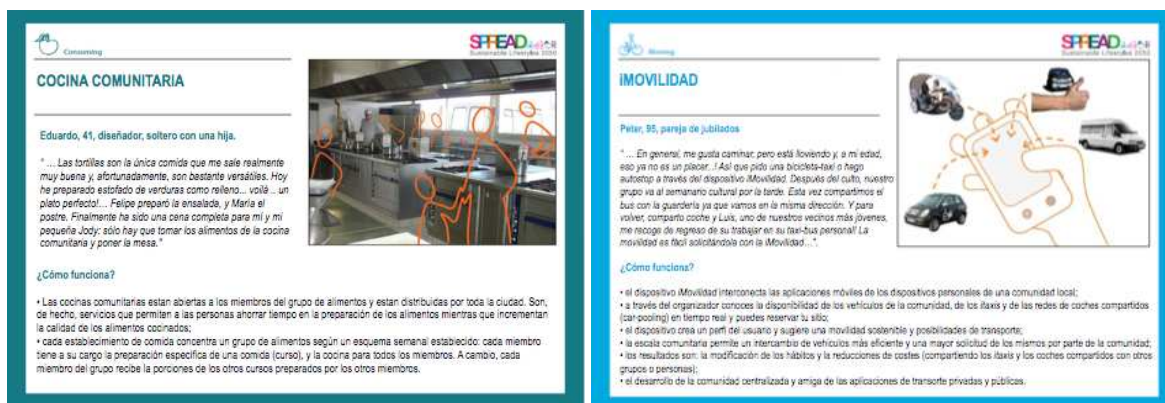 Consuming
SPREAD
Sustainable Lifestyles 2050
COCINA COMUNITARIA
Eduardo, 41, diseñador, soltero con una hija.
" ... Las tortillas son la única comida que me sale realmente
muy buena y, afortunadamente, son bastante versátiles. Hoy
he preparado estofado de verduras como relleno... voilà .. un
plato perfecto!... Felipe preparó la ensalada, y Maria el
postre. Finalmente ha sido una cena completa para mí y mi
pequeña Jody: sólo hay que tomar los alimentos de la cocina
comunitaria y poner la mesa."
¿Cómo funciona?
• Las cocinas comunitarias estan abiertas a los miembros del grupo de alimentos y estan distribuidas por toda la ciudad. Son,
de hecho, servicios que permiten a las personas ahorrar tiempo en la preparación de los alimentos mientras que incrementan
la calidad de los alimentos cocinados;
• cada establecimiento de comida concentra un grupo de alimentos según un esquema semanal establecido: cada miembro
tiene a su cargo la preparación específica de una comida (curso), y la cocina para todos los miembros. A cambio, cada
miembro del grupo recibe la porciones de los otros cursos preparados por los otros miembros.
Moving
SPREAD
Sustainable Lifestyles 2050
iMOVILIDAD
Peter, 95, pareja de jubilados
" ... En general, me gusta caminar, pero está lloviendo y, a mi edad,
eso ya no es un placer...! Así que pido una bicicleta-taxi o hago
autostop a través del dispositivo iMovilidad. Después del culto, nuestro
grupo va al semanario cultural por la tarde. Esta vez compartimos el
bus con la guardería ya que vamos en la misma dirección. Y para
volver, comparto coche y Luis, uno de nuestros vecinos más jóvenes,
me recoge de regreso de su trabajar en su taxi-bus personal! La
movilidad es fácil solicitándola con la iMovilidad...".
¿Cómo funciona?
• el dispositivo iMovilidad interconecta las aplicaciones móviles de los dispositivos personales de una comunidad local;
• a través del organizador conoces la disponibilidad de los vehículos de la comunidad, de los itaxis y de las redes de coches compartidos
(car-pooling) en tiempo real y puedes reservar tu sitio;
• el dispositivo crea un perfil del usuario y sugiere una movilidad sostenible y posibilidades de transporte;
• la escala comunitaria permite un intercambio de vehículos más eficiente y una mayor solicitud de los mismos por parte de la comunidad;
• los resultados son: la modificación de los hábitos y la reducciones de costes (compartiendo los itaxis y los coches compartidos con otros
grupos o personas);
• el desarrollo de la comunidad centralizada y amiga de las aplicaciones de transporte privadas y públicas.